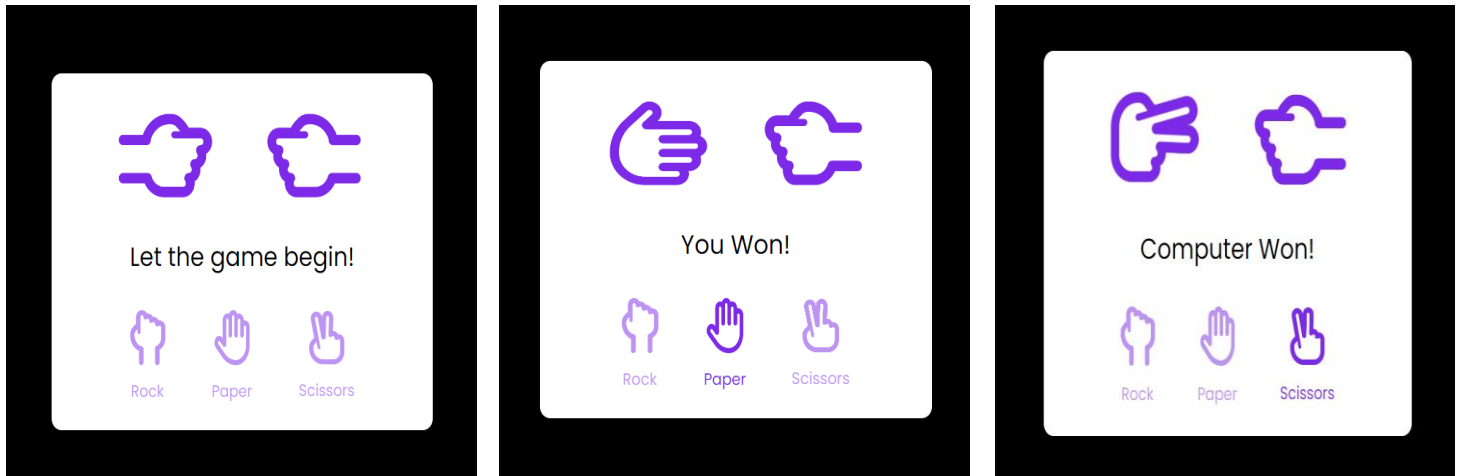 Let the game begin!
Rock Paper Scissors
You Won!
Rock Paper Scissors
Computer Won!
Rock Paper Scissors